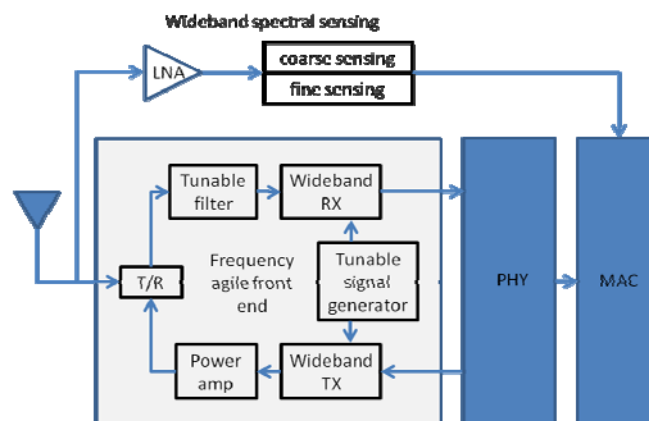 Wideband spectral sensing
LNA
coarse sensing
fine sensing
Tunable
filter
Wideband
RX
T/R
Frequency
agile front
end
Tunable
signal
generator
Power
amp
Wideband
TX
PHY
MAC